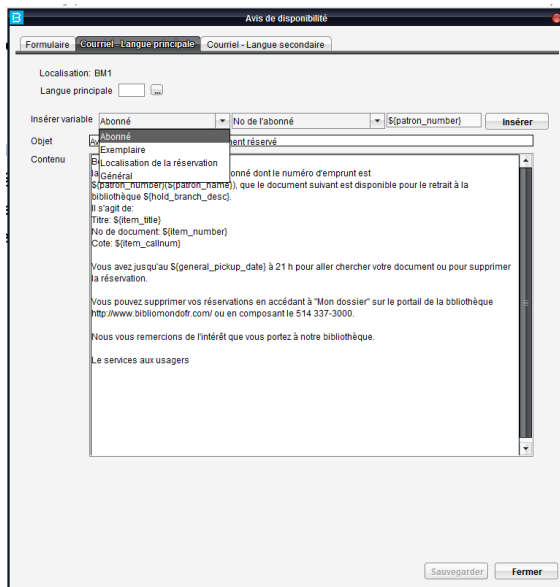 Avis de disponibilité
Formulaire Courriel - Langue principale Courriel - Langue secondaire
Localisation: BM1
Langue principale ...
Insérer variable Abonné No de l'abonné ${patron_number} Insérer
Abonné
Exemplaire
Localisation de la réservation
Général
Objet ent réservé
Contenu
onné dont le numéro d'emprunt est
${patron_number}(${patron_name}), que le document suivant est disponible pour le retrait à la
bibliothèque ${hold_branch_desc}.
Il s'agit de:
Titre: ${item_title}
No de document: ${item_number}
Cote: ${item_callnum}
Vous avez jusqu'au ${general_pickup_date} à 21 h pour aller chercher votre document ou pour supprimer
la réservation.
Vous pouvez supprimer vos réservations en accédant à "Mon dossier" sur le portail de la bbliothèque
http://www.bibliomondofr.com/ ou en composant le 514 337-3000.
Nous vous remercions de l'intérêt que vous portez à notre bibliothèque.
Le services aux usagers
Sauvegarder Fermer